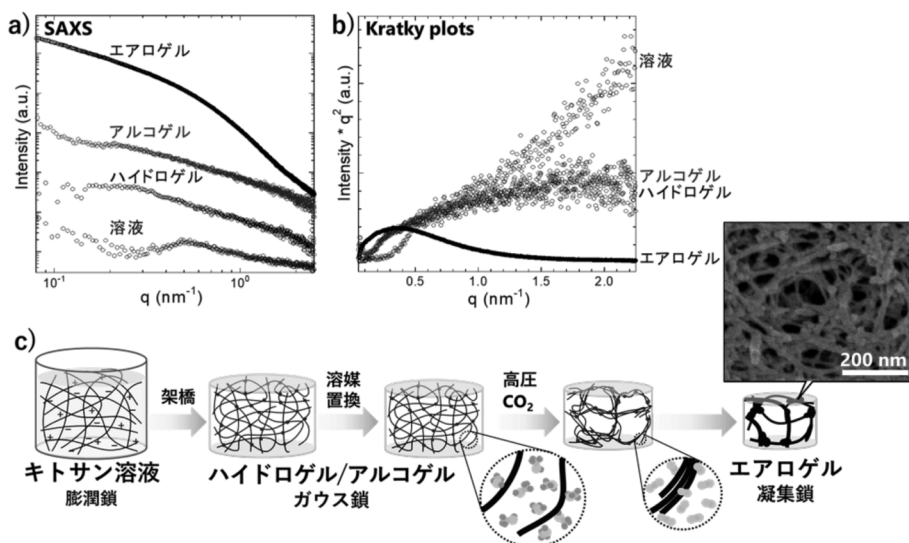 a) SAXS
エアロゲル
アルコゲル
ハイドロゲル
溶液
Intensity (a.u.)
10⁻¹
10⁰
q (nm⁻¹)
b) Kratky plots
溶液
アルコゲル
ハイドロゲル
エアロゲル
Intensity * q² (a.u.)
0.5
1.0
1.5
2.0
q (nm⁻¹)
200 nm
c)
架橋
溶媒
置換
高圧
CO₂
キトサン溶液
膨潤鎖
ハイドロゲル/アルコゲル
ガウス鎖
エアロゲル
凝集鎖